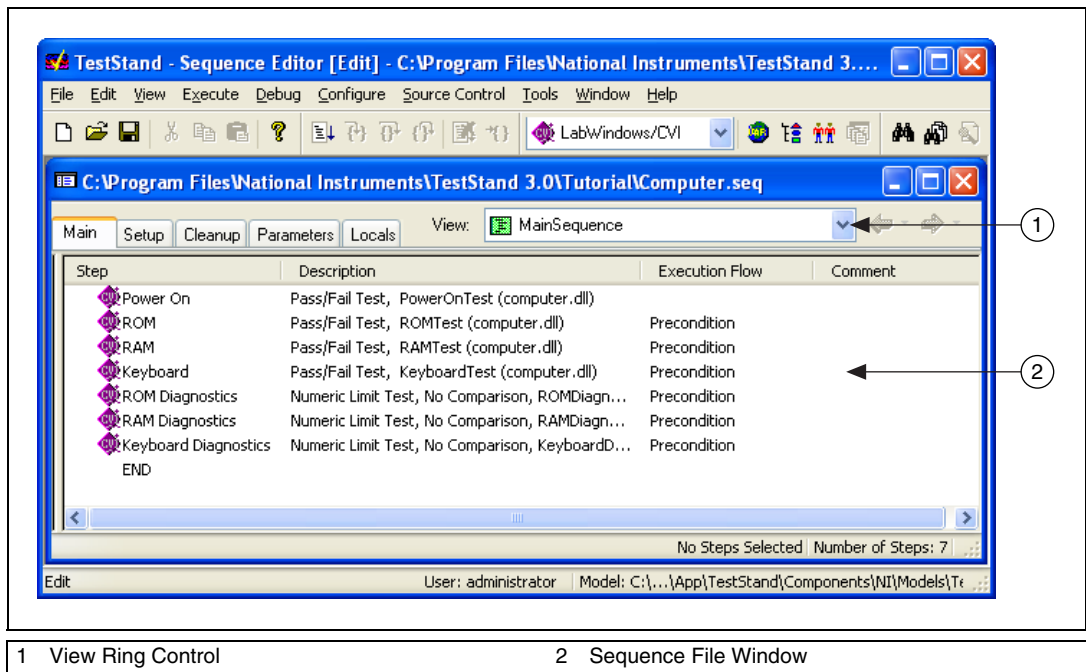 TestStand - Sequence Editor [Edit] - C:\Program Files\National Instruments\TestStand 3....
File Edit View Execute Debug Configure Source Control Tools Window Help
LabWindows/CVI
C:\Program Files\National Instruments\TestStand 3.0\Tutorial\Computer.seq
Main Setup Cleanup Parameters Locals View: MainSequence
1
Step Description Execution Flow Comment
Power On Pass/Fail Test, PowerOnTest (computer.dll)
ROM Pass/Fail Test, ROMTest (computer.dll) Precondition
RAM Pass/Fail Test, RAMTest (computer.dll) Precondition
Keyboard Pass/Fail Test, KeyboardTest (computer.dll) Precondition
2
ROM Diagnostics Numeric Limit Test, No Comparison, ROMDiagn... Precondition
RAM Diagnostics Numeric Limit Test, No Comparison, RAMDiagn... Precondition
Keyboard Diagnostics Numeric Limit Test, No Comparison, KeyboardD... Precondition
END
No Steps Selected Number of Steps: 7
Edit User: administrator Model: C:\...\App\TestStand\Components\NI\Models\Te
1 View Ring Control 2 Sequence File Window